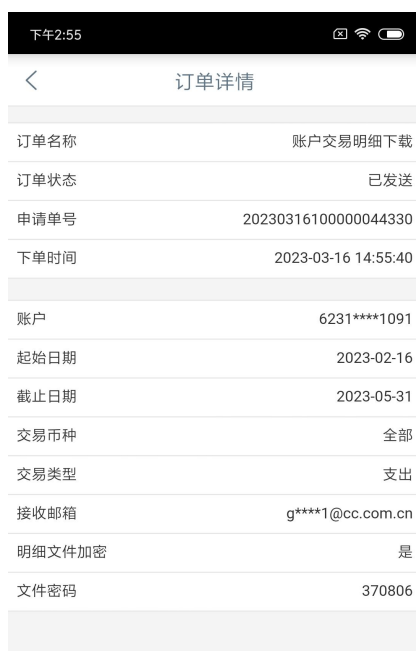 下午2:55
订单详情
订单名称 账户交易明细下载
订单状态 已发送
申请单号 20230316100000044330
下单时间 2023-03-16 14:55:40
账户 6231****1091
起始日期 2023-02-16
截止日期 2023-05-31
交易币种 全部
交易类型 支出
接收邮箱 g****1@cc.com.cn
明细文件加密 是
文件密码 370806